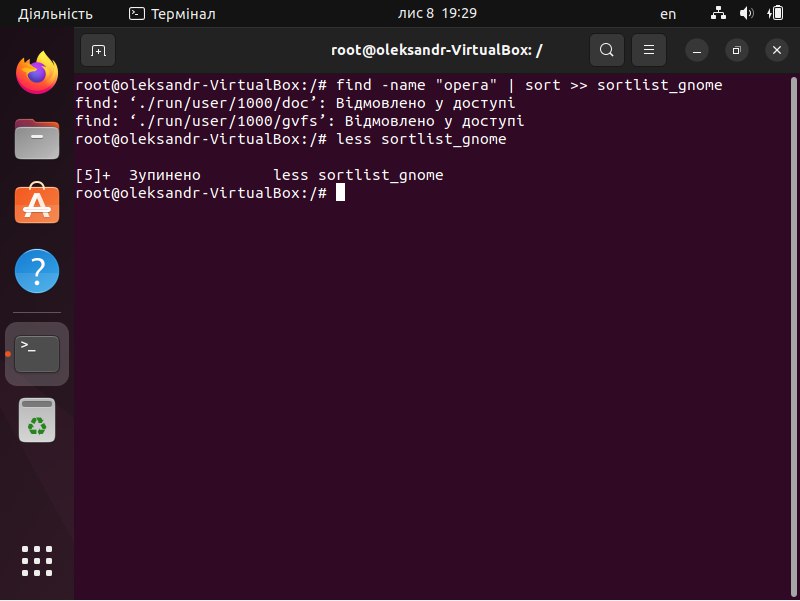 Діяльність Термінал лис 8 19:29 en
root@oleksandr-VirtualBox: /
root@oleksandr-VirtualBox:/# find -name "opera" | sort >> sortlist_gnome
find: ‘./run/user/1000/doc’: Відмовлено у доступі
find: ‘./run/user/1000/gvfs’: Відмовлено у доступі
root@oleksandr-VirtualBox:/# less sortlist_gnome
[5]+  Зупинено        less sortlist_gnome
root@oleksandr-VirtualBox:/#